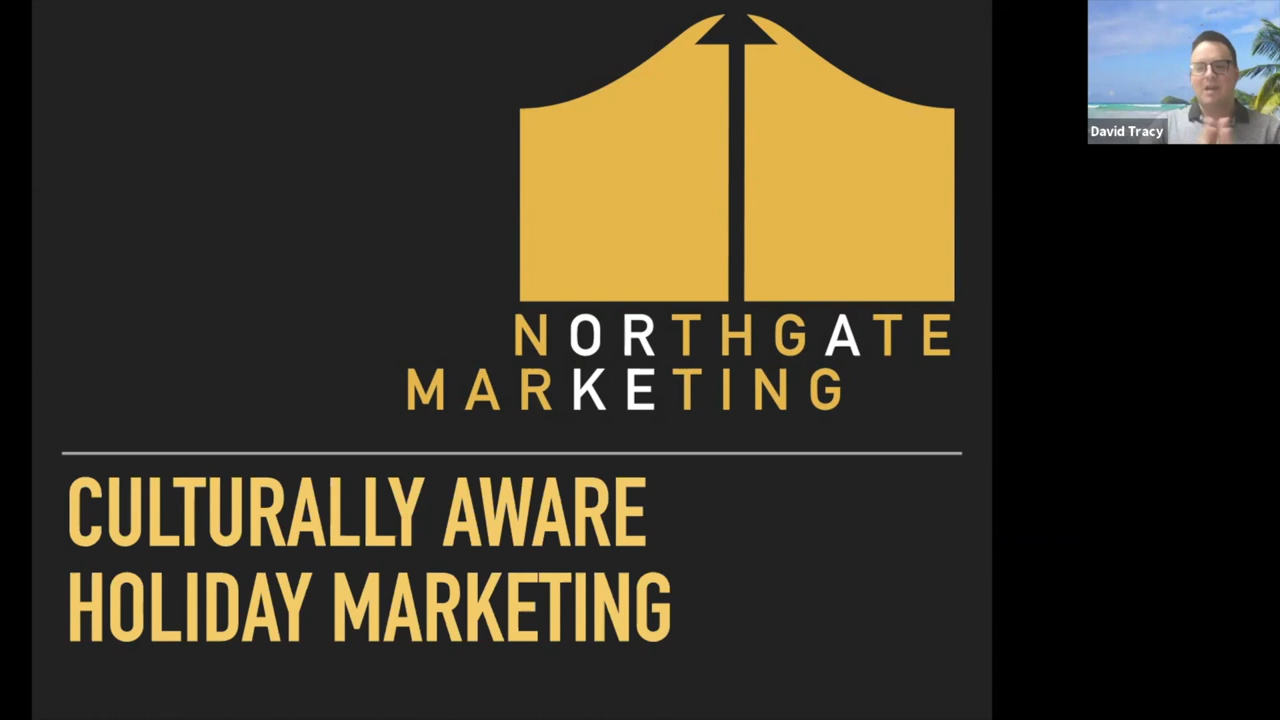 NORTHGATE
MARKETING
CULTURALLY AWARE
HOLIDAY MARKETING
David Tracy